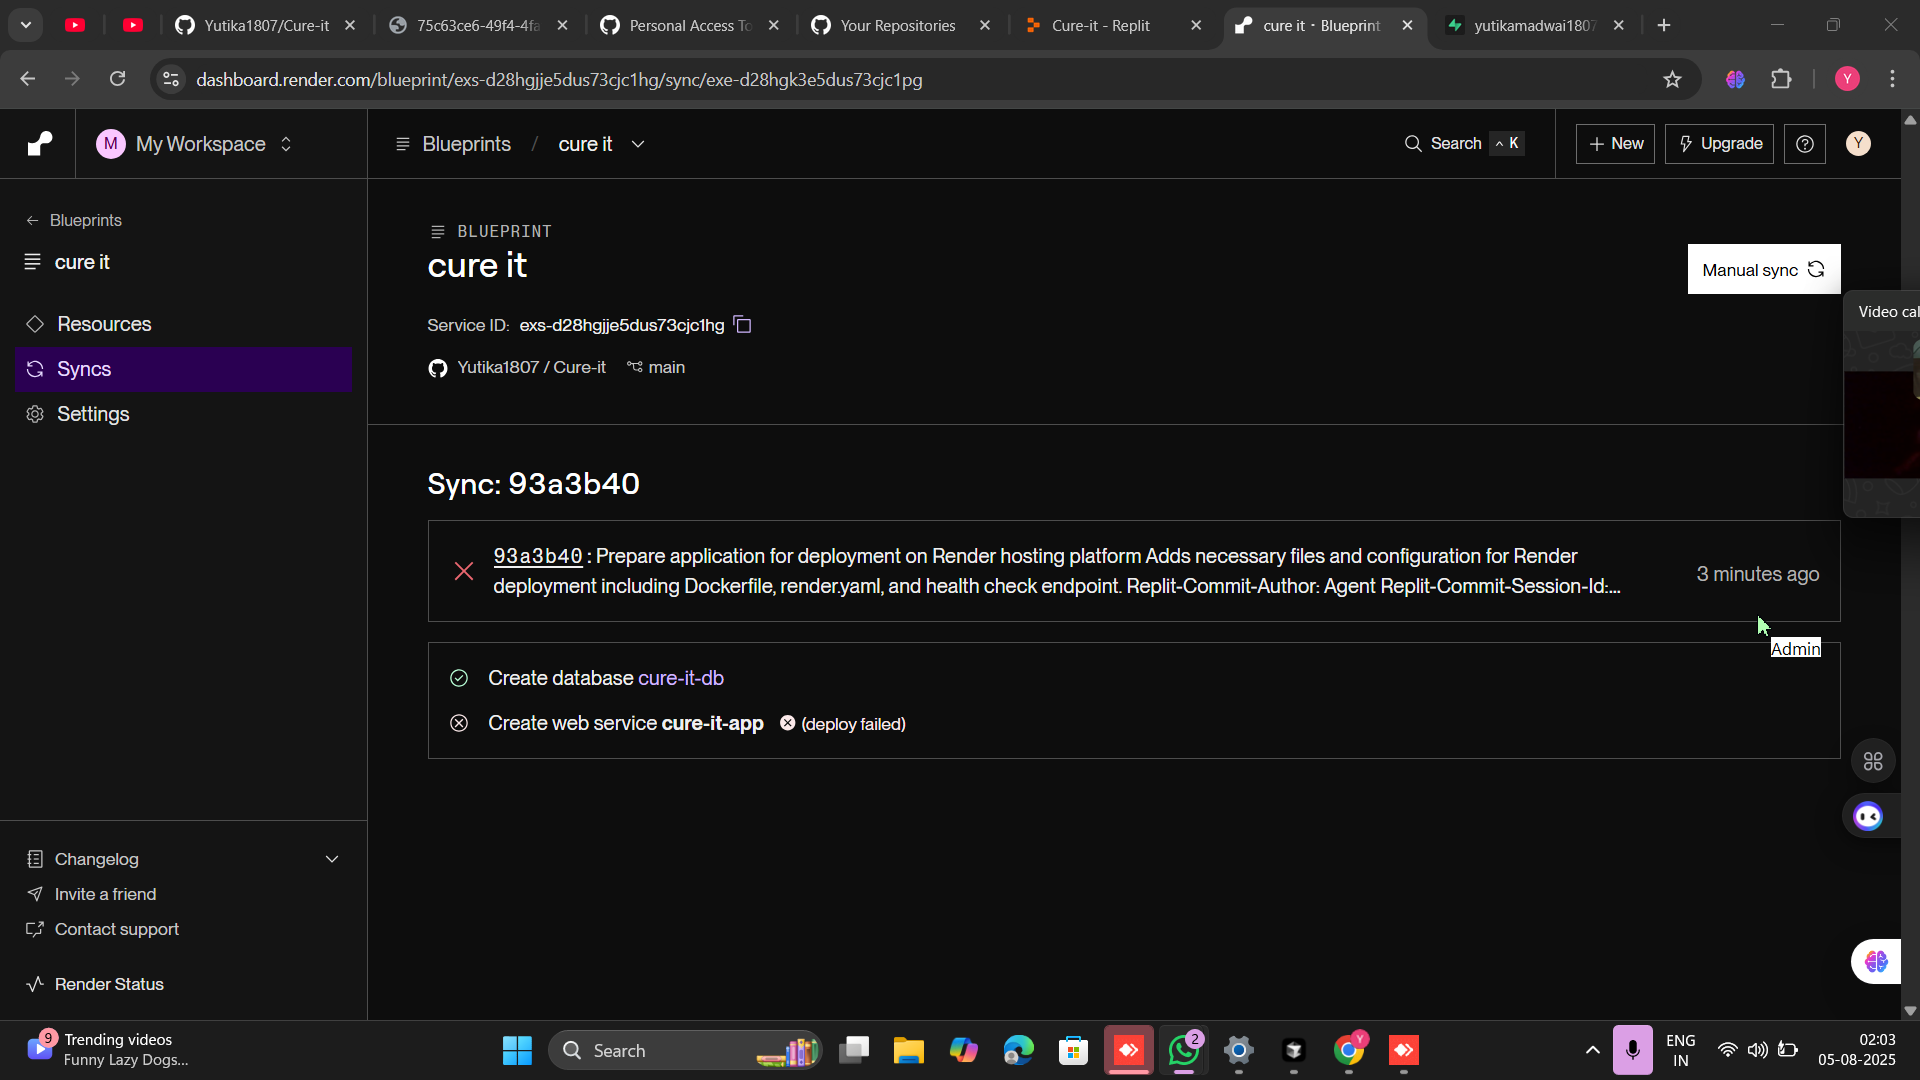 Yutika1807/Cure-it
75c63ce6-49f4-4fa
Personal Access To
Your Repositories
Cure-it - Replit
cure it · Blueprint
yutikamadwai1807
dashboard.render.com/blueprint/exs-d28hgjje5dus73cjc1hg/sync/exe-d28hgk3e5dus73cjc1pg
Y
M My Workspace
Blueprints / cure it
Search ^ K
+ New
Upgrade
Y
Blueprints
cure it
Resources
Syncs
Settings
BLUEPRINT
cure it
Manual sync
Service ID: exs-d28hgjje5dus73cjc1hg
Yutika1807 / Cure-it main
Video cal
Sync: 93a3b40
93a3b40: Prepare application for deployment on Render hosting platform Adds necessary files and configuration for Render
deployment including Dockerfile, render.yaml, and health check endpoint. Replit-Commit-Author: Agent Replit-Commit-Session-Id:...
3 minutes ago
Admin
Create database cure-it-db
Create web service cure-it-app (deploy failed)
Changelog
Invite a friend
Contact support
Render Status
9
Trending videos
Funny Lazy Dogs...
Search
2
Y
ENG
IN
02:03
05-08-2025